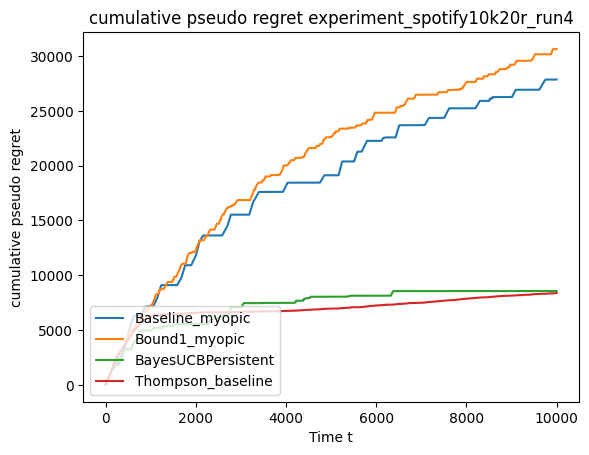 cumulative pseudo regret experiment_spotify10k20r_run4
cumulative pseudo regret
30000
25000
20000
15000
10000
5000
0
Baseline_myopic
Bound1_myopic
BayesUCBPersistent
Thompson_baseline
0 2000 4000 6000 8000 10000
Time t